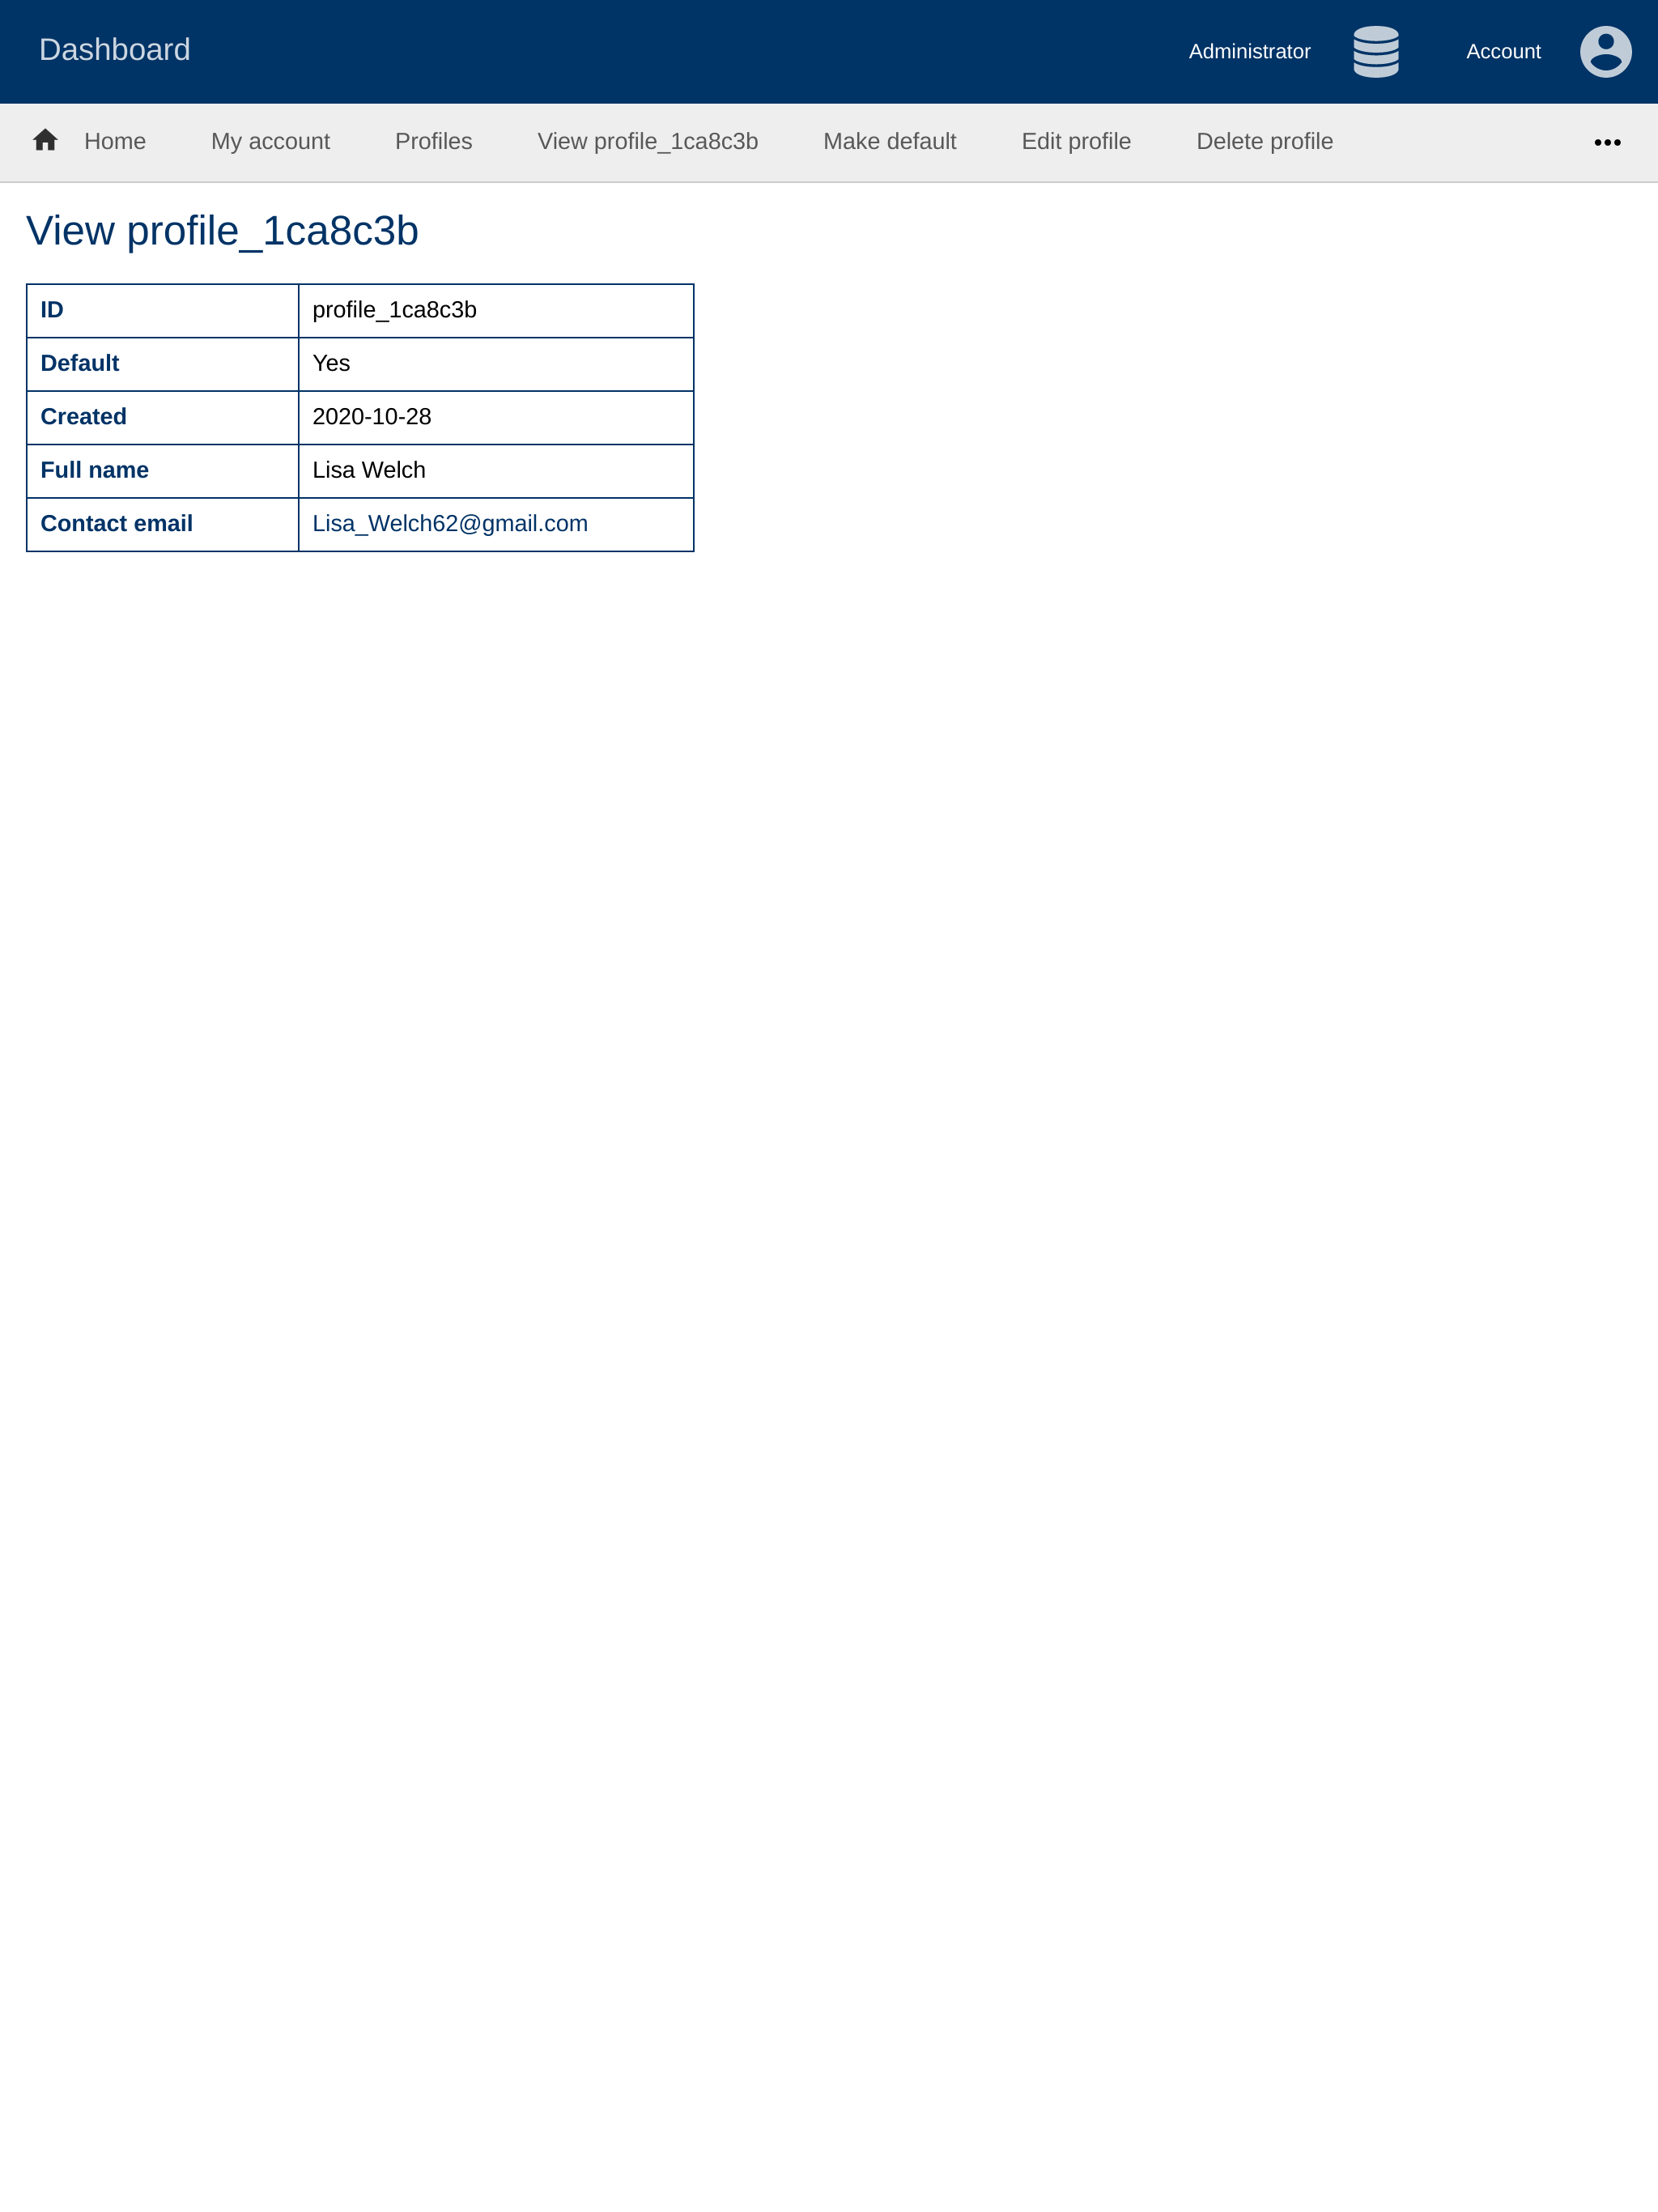 Dashboard
Administrator
Account
Home
My account
Profiles
View profile_1ca8c3b
Make default
Edit profile
Delete profile
View profile_1ca8c3b
ID profile_1ca8c3b
Default Yes
Created 2020-10-28
Full name Lisa Welch
Contact email Lisa_Welch62@gmail.com